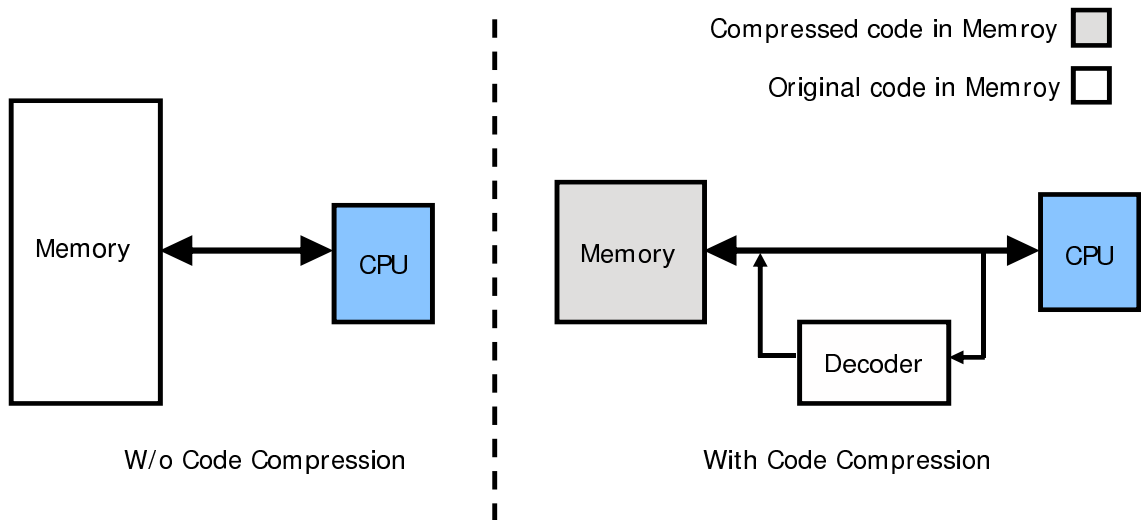 Compressed code in Memroy
Original code in Memroy
Memory
CPU
W/o Code Compression
Memory
CPU
Decoder
With Code Compression